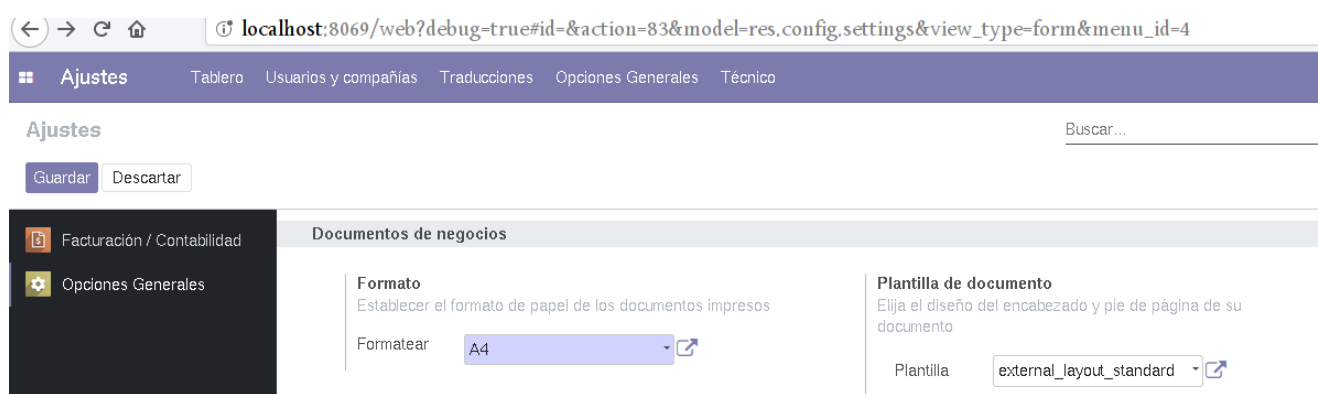 localhost:8069/web?debug=true#id=&action=83&model=res.config.settings&view_type=form&menu_id=4
Ajustes Tablero Usuarios y compañías Traducciones Opciones Generales Técnico
Ajustes
Buscar...
Guardar Descartar
Facturación / Contabilidad
Opciones Generales
Documentos de negocios
Formato
Establecer el formato de papel de los documentos impresos
Formatear A4
Plantilla de documento
Elija el diseño del encabezado y pie de página de su
documento
Plantilla external_layout_standard